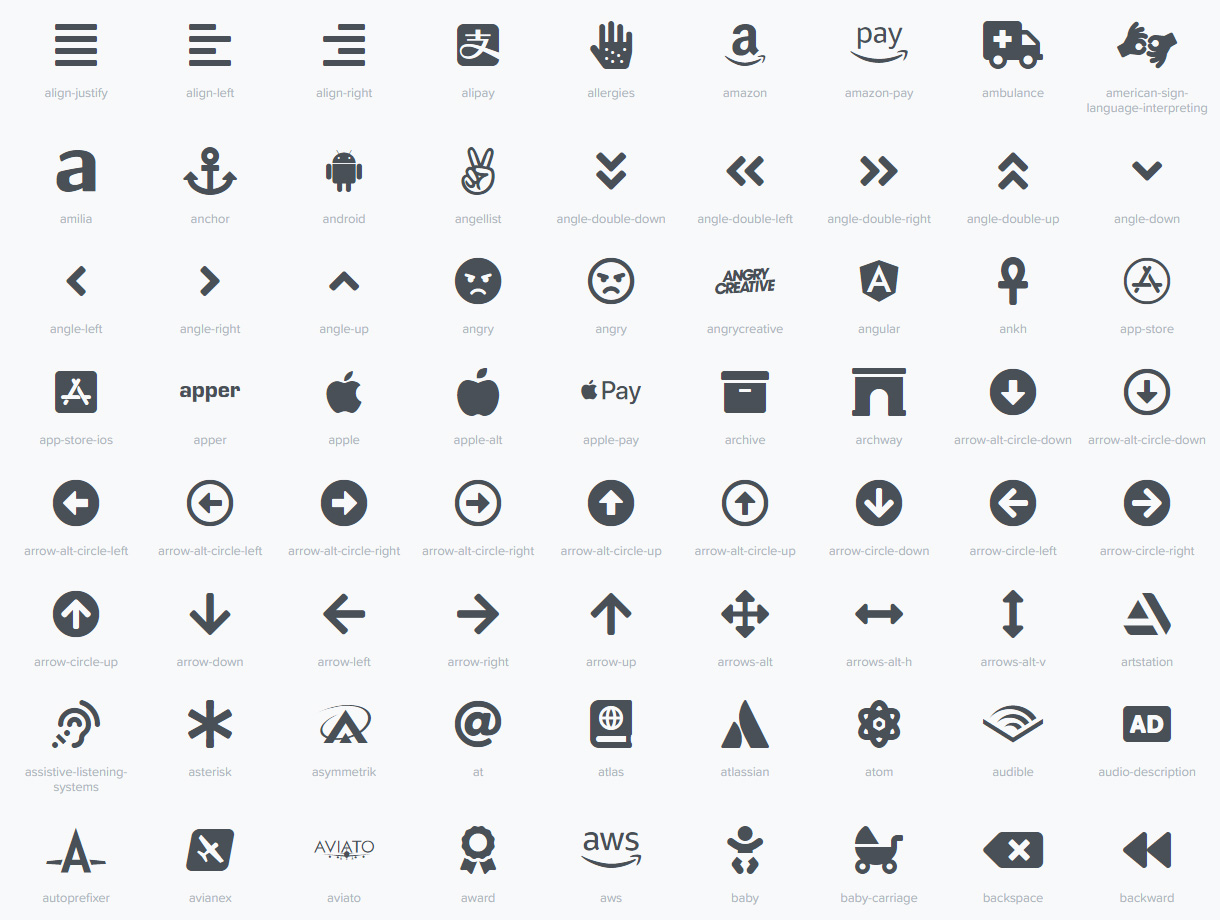 支 a pay
align-justify align-left align-right alipay allergies amazon amazon-pay ambulance american-sign-
language-interpreting
a
amilia anchor android angellist angle-double-down angle-double-left angle-double-right angle-double-up angle-down
ANGRY
CREATIVE A
angle-left angle-right angle-up angry angry angrycreative angular ankh app-store
apper Pay
app-store-ios apper apple apple-alt apple-pay archive archway arrow-alt-circle-down arrow-alt-circle-down
arrow-alt-circle-left arrow-alt-circle-left arrow-alt-circle-right arrow-alt-circle-right arrow-alt-circle-up arrow-alt-circle-up arrow-circle-down arrow-circle-left arrow-circle-right
arrow-circle-up arrow-down arrow-left arrow-right arrow-up arrows-alt arrows-alt-h arrows-alt-v artstation
@ AD
assistive-listening-
systems asterisk asymmetrik at atlas atlassian atom audible audio-description
A AVIATO aws
autoprefixer avianex aviato award aws baby baby-carriage backspace backward